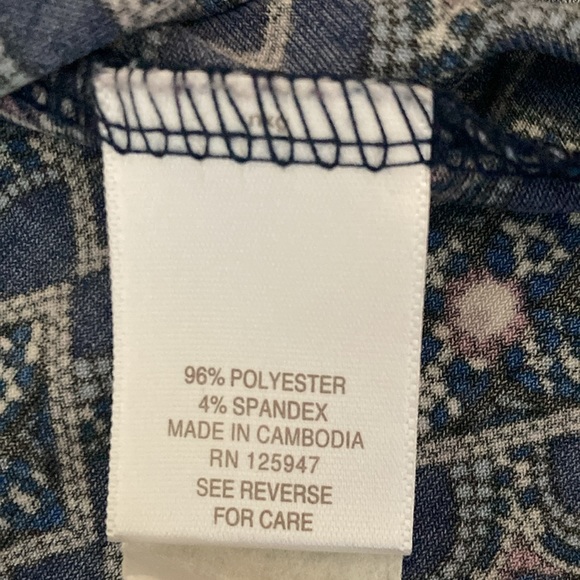 96% POLYESTER
4% SPANDEX
MADE IN CAMBODIA
RN 125947
SEE REVERSE
FOR CARE